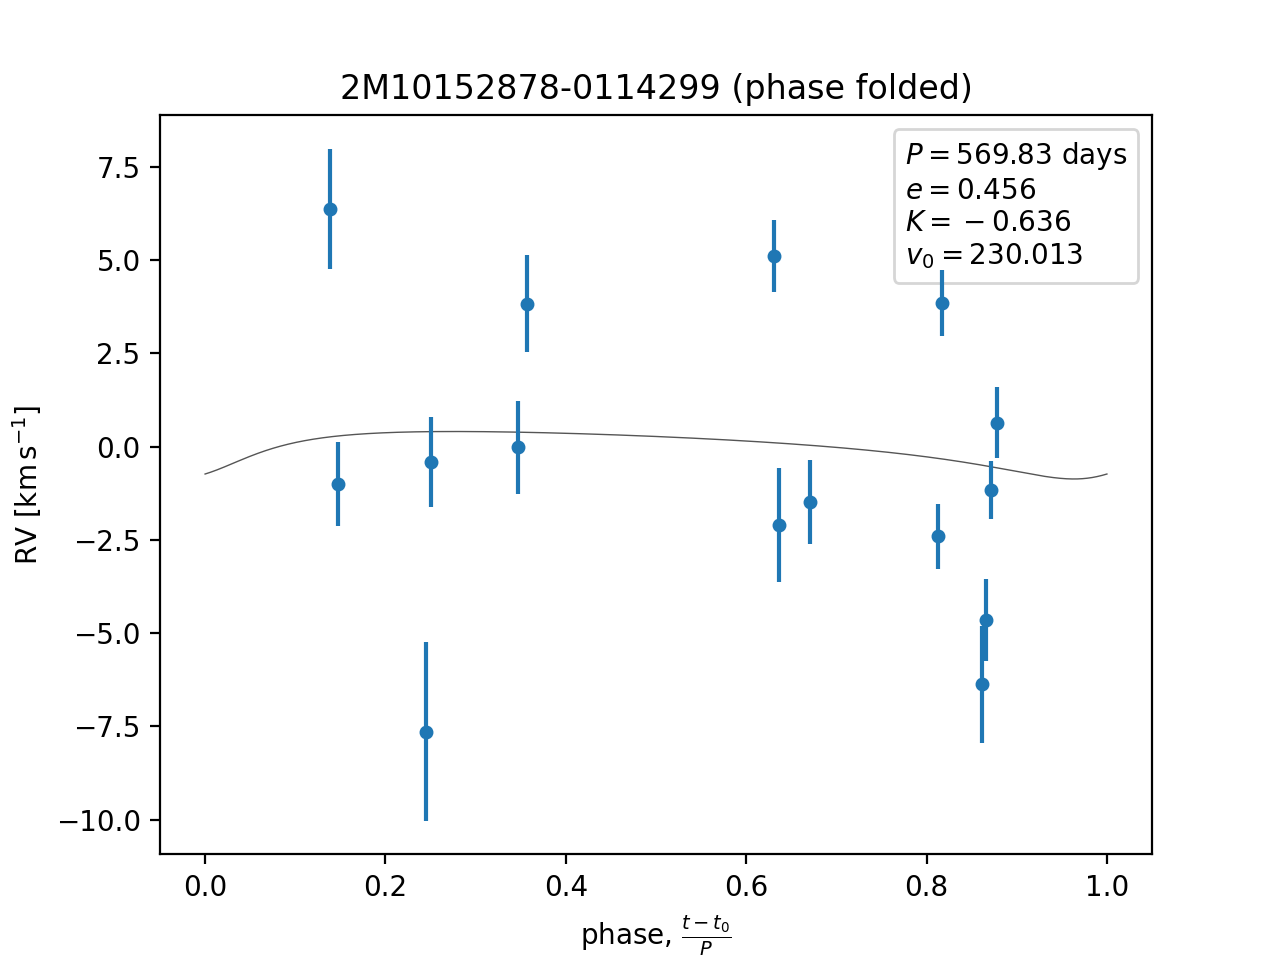 2M10152878-0114299 (phase folded)
P = 569.83 days
e = 0.456
K = −0.636
v₀ = 230.013
7.5
5.0
2.5
0.0
−2.5
−5.0
−7.5
−10.0
RV [km s⁻¹]
0.0 0.2 0.4 0.6 0.8 1.0
phase, (t − t₀)/P